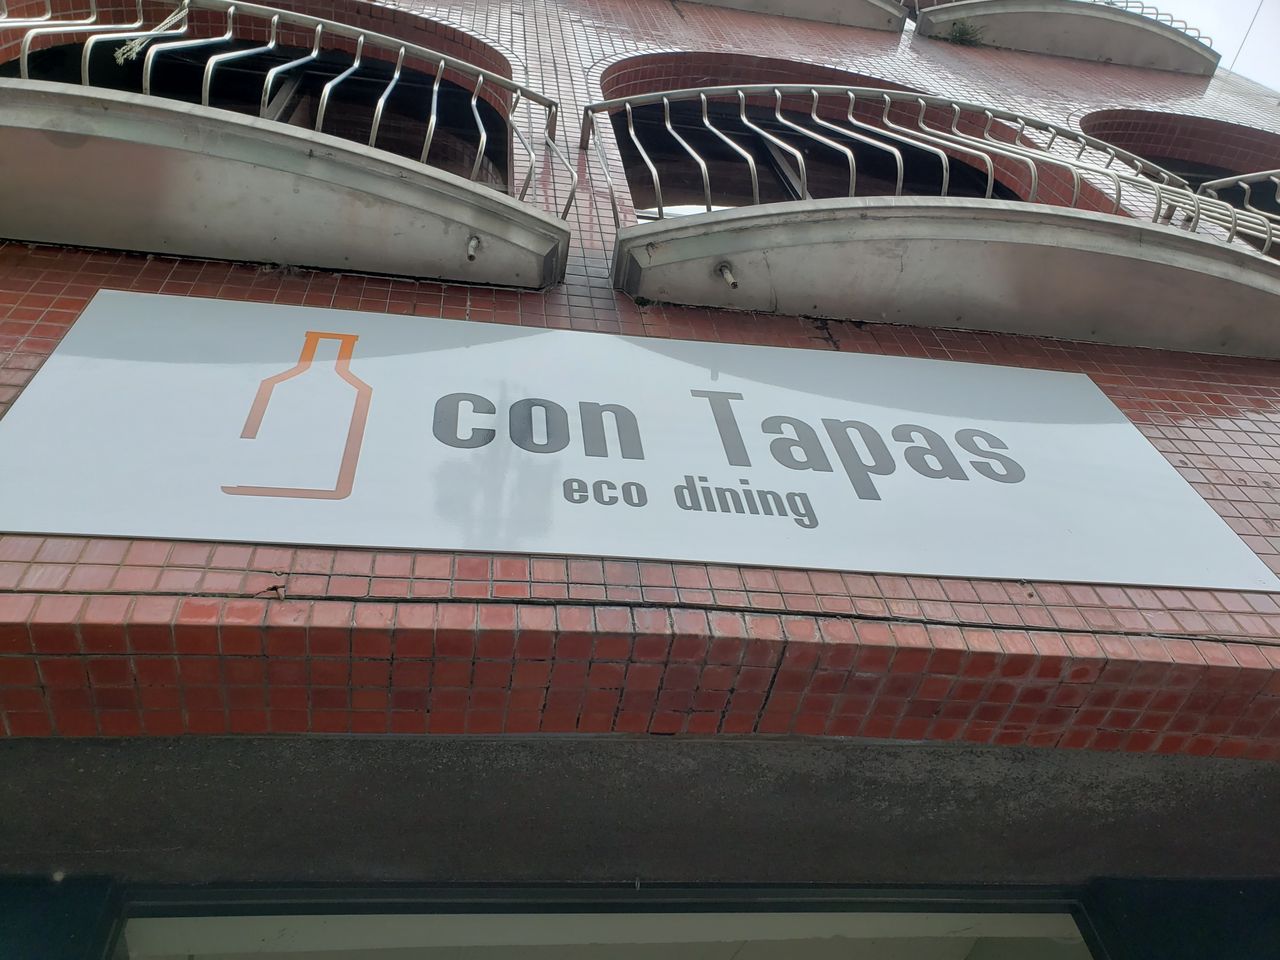 con Tapas
eco dining